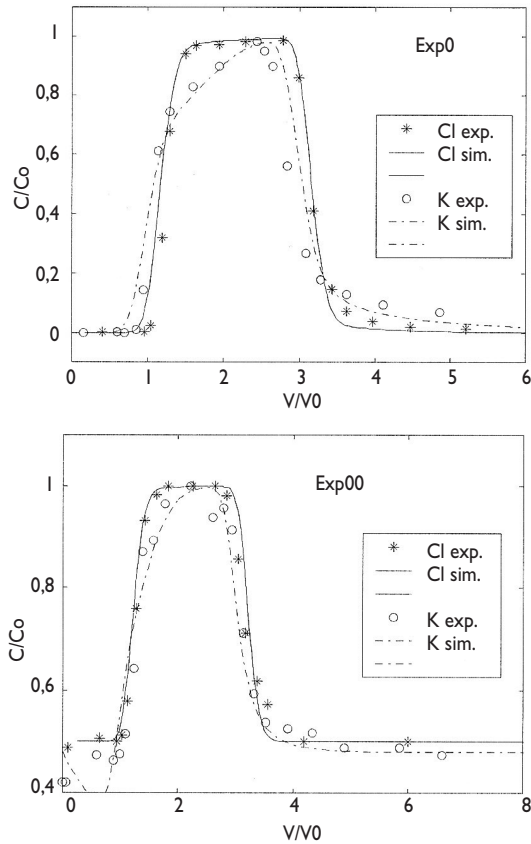 1
Exp0
0,8
Cl exp.
Cl sim.
0,6
K exp.
K sim.
C/Co
0,4
0,2
0
0 1 2 3 4 5 6
V/V0
1
Exp00
Cl exp.
Cl sim.
0,8
K exp.
K sim.
C/Co
0,6
0,4
0 2 4 6 8
V/V0